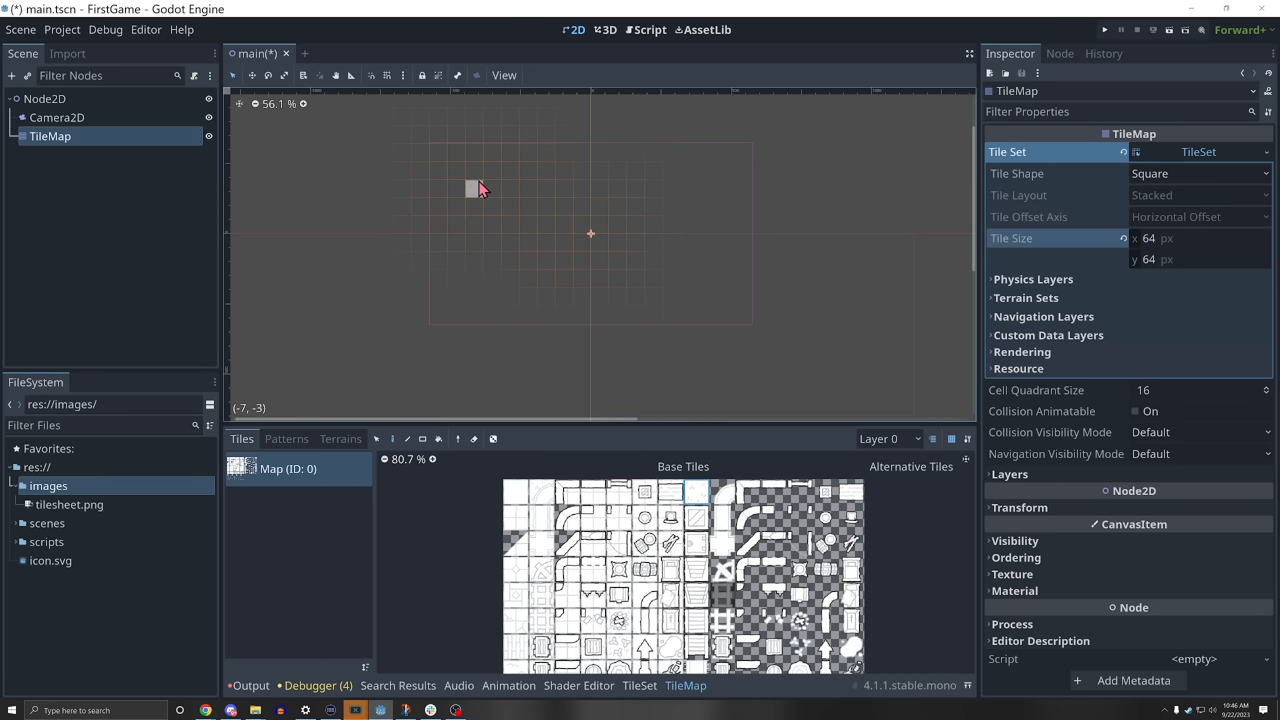 (*) main.tscn - FirstGame - Godot Engine
Scene Project Debug Editor Help
2D 3D Script AssetLib
Forward+
Scene Import
Filter Nodes
Node2D
Camera2D
TileMap
FileSystem
res://images/
Filter Files
Favorites:
res://
images
tilesheet.png
scenes
scripts
icon.svg
main(*)
View
56.1 %
(-7, -3)
Tiles Patterns Terrains
Layer 0
Map (ID: 0)
80.7 %
Base Tiles
Alternative Tiles
Output Debugger (4) Search Results Audio Animation Shader Editor TileSet TileMap
4.1.1.stable.mono
Inspector Node History
TileMap
Filter Properties
TileMap
Tile Set TileSet
Tile Shape Square
Tile Layout Stacked
Tile Offset Axis Horizontal Offset
Tile Size x 64 px
y 64 px
Physics Layers
Terrain Sets
Navigation Layers
Custom Data Layers
Rendering
Resource
Cell Quadrant Size 16
Collision Animatable On
Collision Visibility Mode Default
Navigation Visibility Mode Default
Layers
Node2D
Transform
CanvasItem
Visibility
Ordering
Texture
Material
Node
Process
Editor Description
Script <empty>
Add Metadata
Type here to search
10:46 AM
9/22/2023